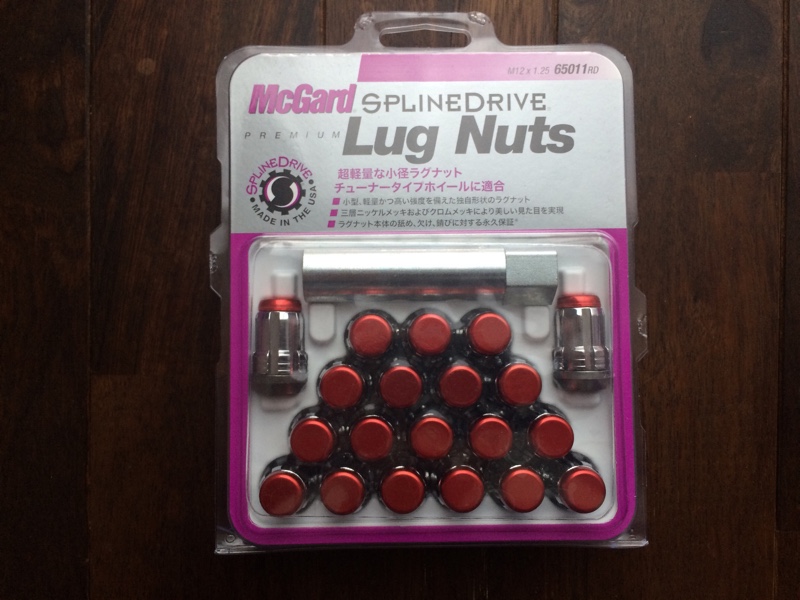 M12 x 1.25 65011RD
McGard SPLINEDRIVE®
PREMIUM Lug Nuts
SPLINEDRIVE
MADE IN THE USA
超軽量な小径ラグナット
チューナータイプホイールに適合
■ 小型、軽量かつ高い強度を備えた独自形状のラグナット
■ 三層ニッケルメッキおよびクロムメッキにより美しい見た目を実現
■ ラグナット本体の舐め、欠け、錆びに対する永久保証*